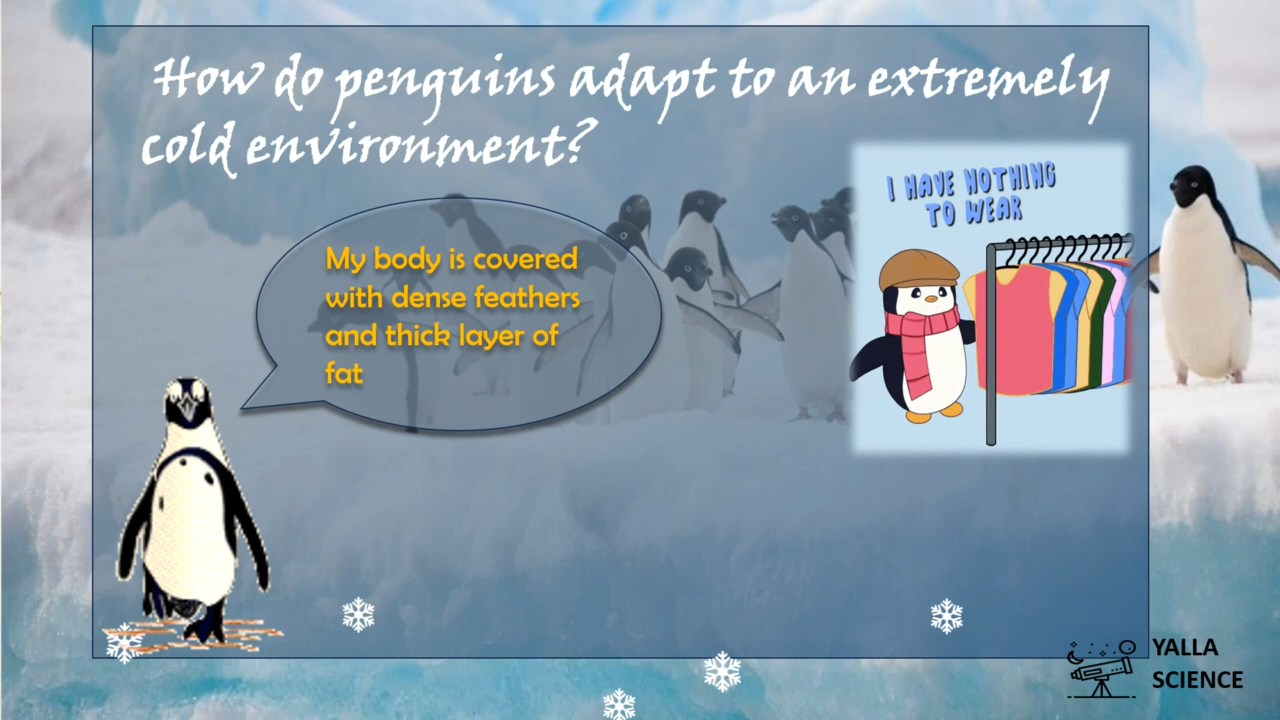 How do penguins adapt to an extremely
cold environment?
I HAVE NOTHING
TO WEAR
My body is covered
with dense feathers
and thick layer of
fat
YALLA
SCIENCE